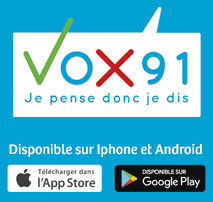 VOX91
Je pense donc je dis
Disponible sur Iphone et Android
Télécharger dans
l'App Store
DISPONIBLE SUR
Google Play